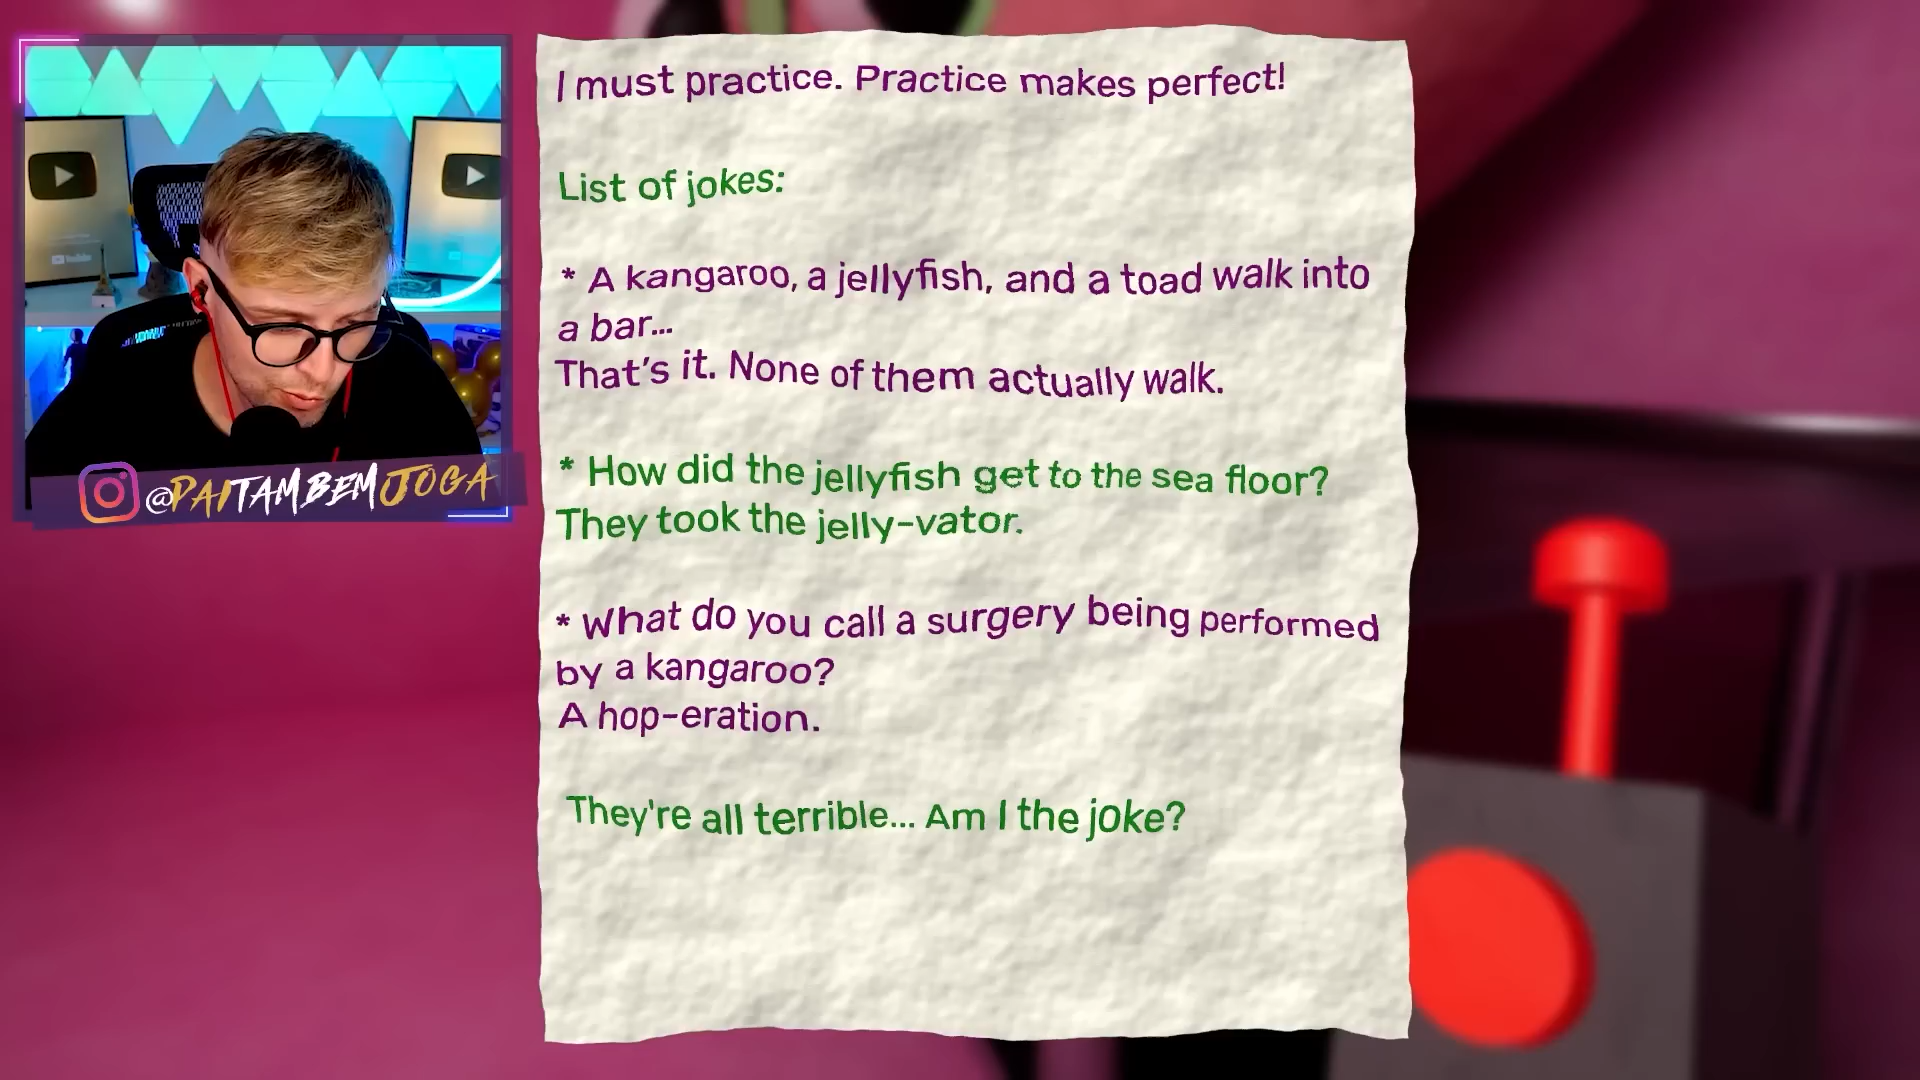 @PAITAMBEMJOGA
I must practice. Practice makes perfect!
List of jokes:
* A kangaroo, a jellyfish, and a toad walk into
a bar...
That's it. None of them actually walk.
* How did the jellyfish get to the sea floor?
They took the jelly-vator.
* What do you call a surgery being performed
by a kangaroo?
A hop-eration.
They're all terrible... Am I the joke?